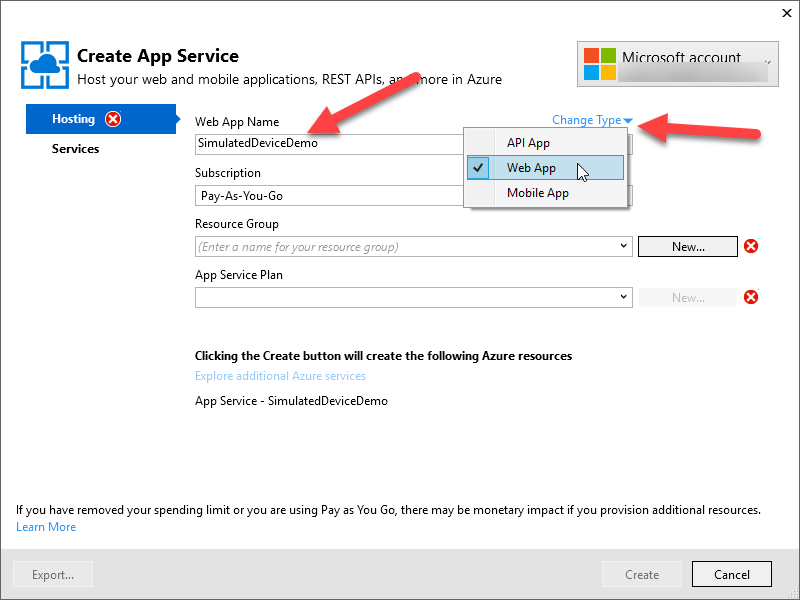 Create App Service
Host your web and mobile applications, REST APIs, and more in Azure
Microsoft account
Hosting
Services
Web App Name
Change Type
SimulatedDeviceDemo
API App
Web App
Mobile App
Subscription
Pay-As-You-Go
Resource Group
(Enter a name for your resource group)
New...
App Service Plan
New...
Clicking the Create button will create the following Azure resources
Explore additional Azure services
App Service - SimulatedDeviceDemo
If you have removed your spending limit or you are using Pay as You Go, there may be monetary impact if you provision additional resources.
Learn More
Export...
Create
Cancel